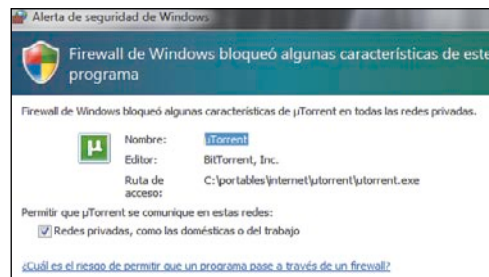 Alerta de seguridad de Windows
Firewall de Windows bloqueó algunas características de este
programa
Firewall de Windows bloqueó algunas características de µTorrent en todas las redes privadas.
µ
Nombre: uTorrent
Editor: BitTorrent, Inc.
Ruta de acceso: C:\portables\internet\utorrent\utorrent.exe
Permitir que µTorrent se comunique en estas redes:
Redes privadas, como las domésticas o del trabajo
¿Cuál es el riesgo de permitir que un programa pase a través de un firewall?